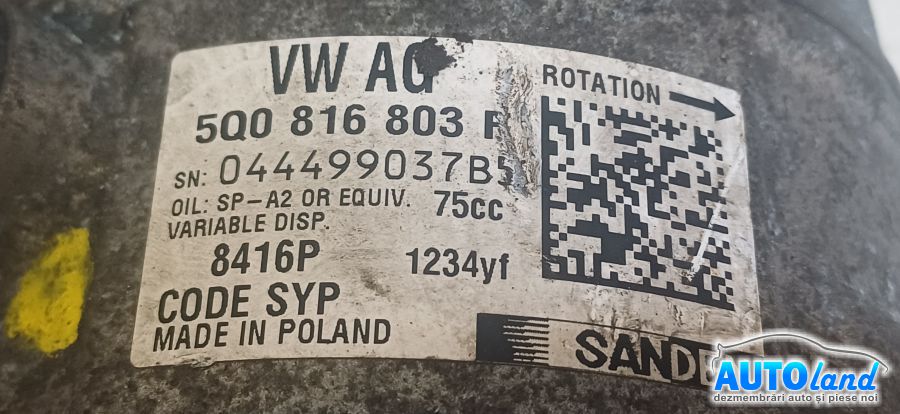 VW AG
ROTATION
5Q0 816 803
SN: 044499037B5
OIL: SP-A2 OR EQUIV. 75cc
VARIABLE DISP.
8416P 1234yf
CODE SYP
MADE IN POLAND
AUTOland
dezmembrări auto și piese noi